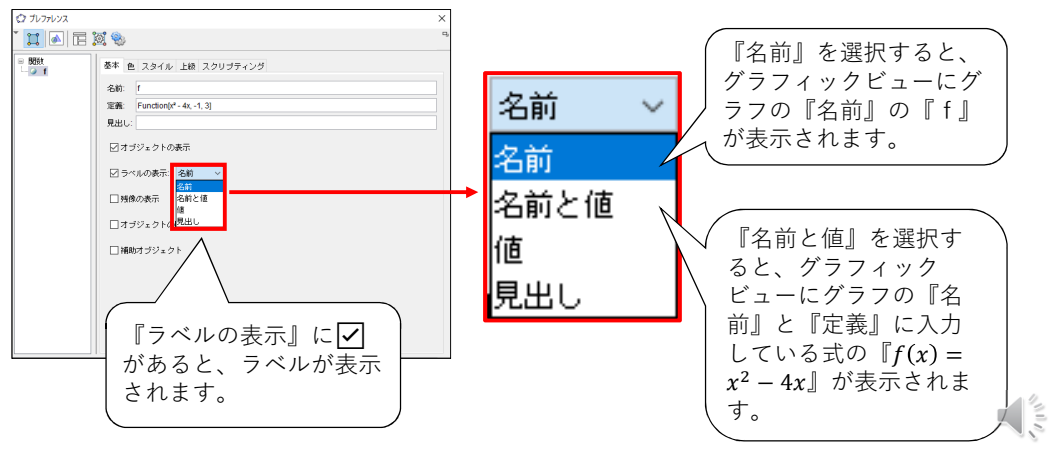 プレファレンス
関数
f
基本 色 スタイル 上級 スクリプティング
名前: f
定義: Function[x² - 4x, -1, 3]
見出し:
オブジェクトの表示
ラベルの表示: 名前
名前
名前と値
値
見出し
残像の表示
オブジェクトの
補助オブジェクト
『ラベルの表示』に☑
があると、ラベルが表示
されます。
名前
名前
名前と値
値
見出し
『名前』を選択すると、
グラフィックビューにグ
ラフの『名前』の『 f 』
が表示されます。
『名前と値』を選択す
ると、グラフィック
ビューにグラフの『名
前』と『定義』に入力
している式の『f(x) =
x² − 4x』が表示されま
す。